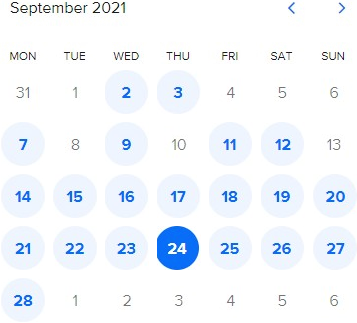 September 2021
MON TUE WED THU FRI SAT SUN
31 1 2 3 4 5 6
7 8 9 10 11 12 13
14 15 16 17 18 19 20
21 22 23 24 25 26 27
28 1 2 3 4 5 6